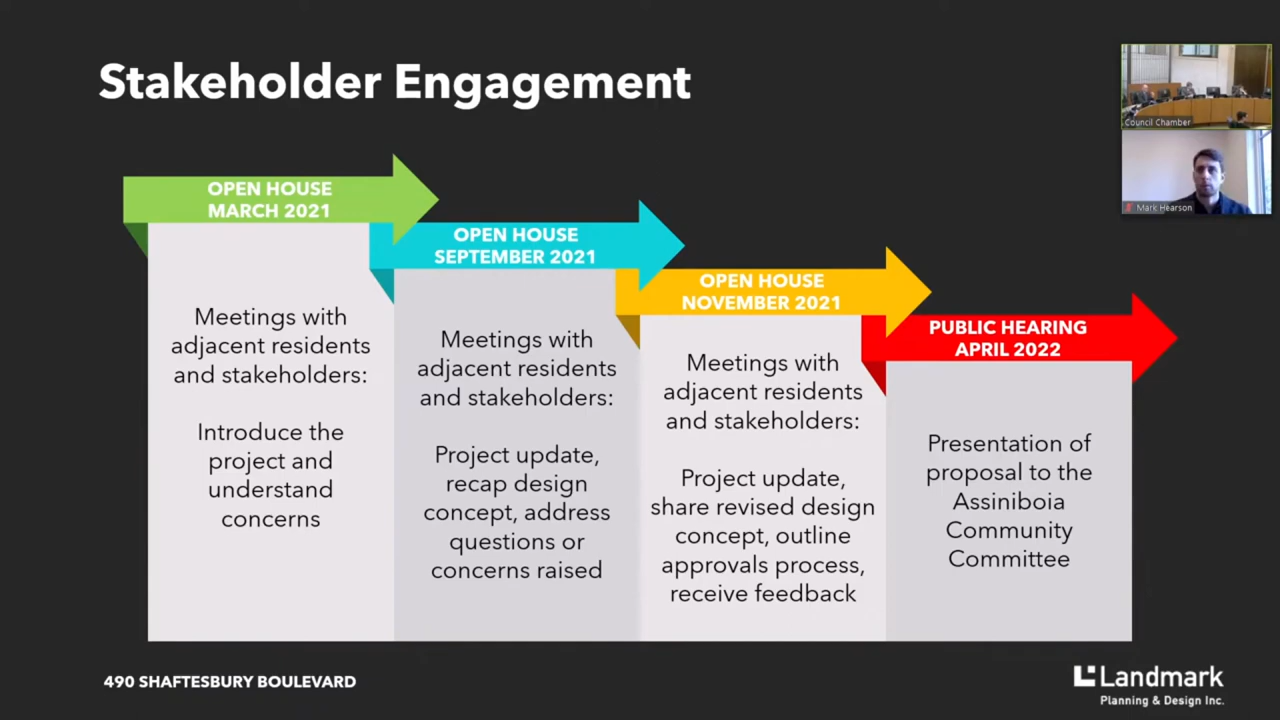 Stakeholder Engagement
Council Chamber
Mark Hearson
OPEN HOUSE
MARCH 2021
Meetings with
adjacent residents
and stakeholders:
Introduce the
project and
understand
concerns
OPEN HOUSE
SEPTEMBER 2021
Meetings with
adjacent residents
and stakeholders:
Project update,
recap design
concept, address
questions or
concerns raised
OPEN HOUSE
NOVEMBER 2021
Meetings with
adjacent residents
and stakeholders:
Project update,
share revised design
concept, outline
approvals process,
receive feedback
PUBLIC HEARING
APRIL 2022
Presentation of
proposal to the
Assiniboia
Community
Committee
490 SHAFTESBURY BOULEVARD
Landmark
Planning & Design Inc.